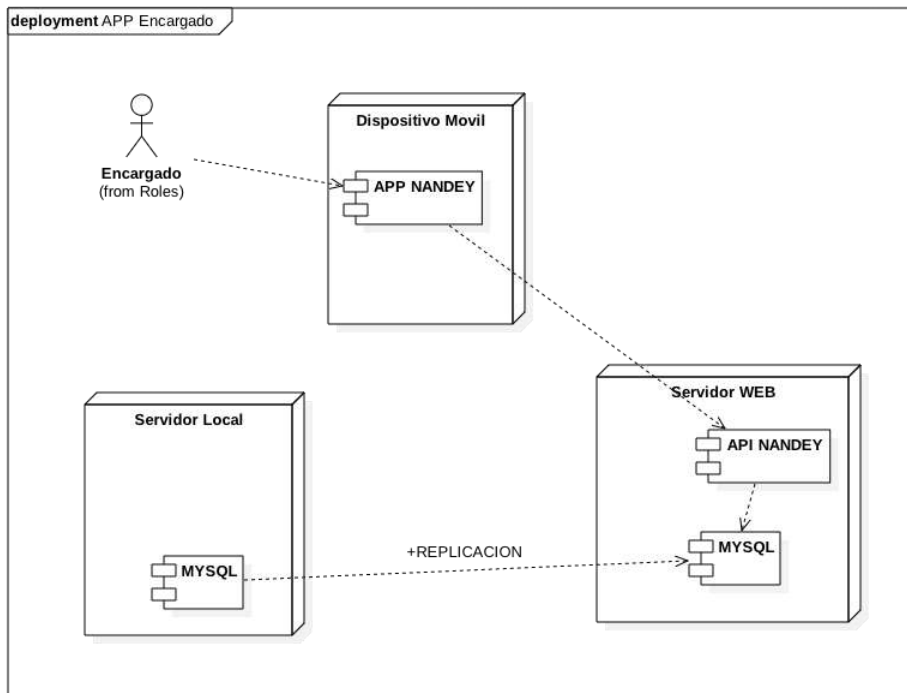 deployment APP Encargado
Dispositivo Movil
APP NANDEY
Encargado
(from Roles)
Servidor WEB
Servidor Local
API NANDEY
+REPLICACION
MYSQL
MYSQL